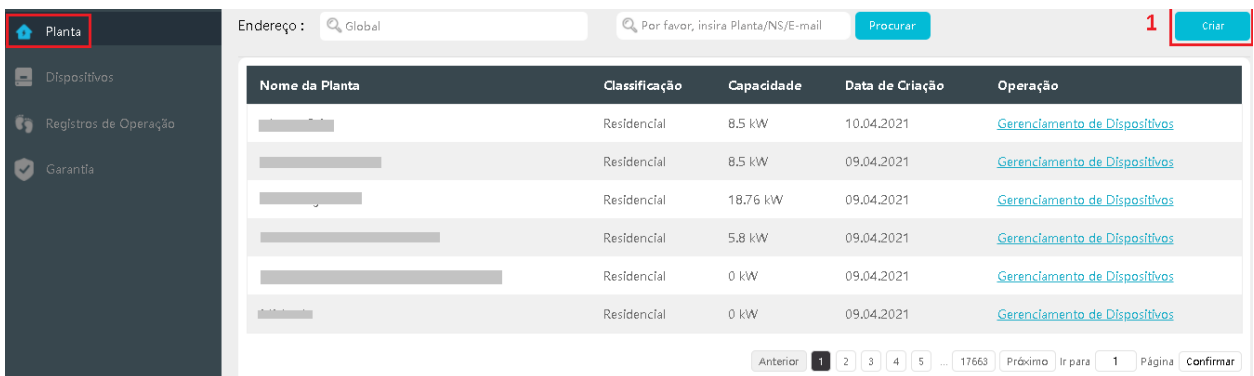 Planta
Endereço : Global Por favor, insira Planta/NS/E-mail Procurar 1 Criar
Dispositivos
Registros de Operação
Garantia
Nome da Planta Classificação Capacidade Data de Criação Operação
Residencial 8.5 kW 10.04.2021 Gerenciamento de Dispositivos
Residencial 8.5 kW 09.04.2021 Gerenciamento de Dispositivos
Residencial 18.76 kW 09.04.2021 Gerenciamento de Dispositivos
Residencial 5.8 kW 09.04.2021 Gerenciamento de Dispositivos
Residencial 0 kW 09.04.2021 Gerenciamento de Dispositivos
Residencial 0 kW 09.04.2021 Gerenciamento de Dispositivos
Anterior 1 2 3 4 5 ... 17663 Próximo Ir para 1 Página Confirmar